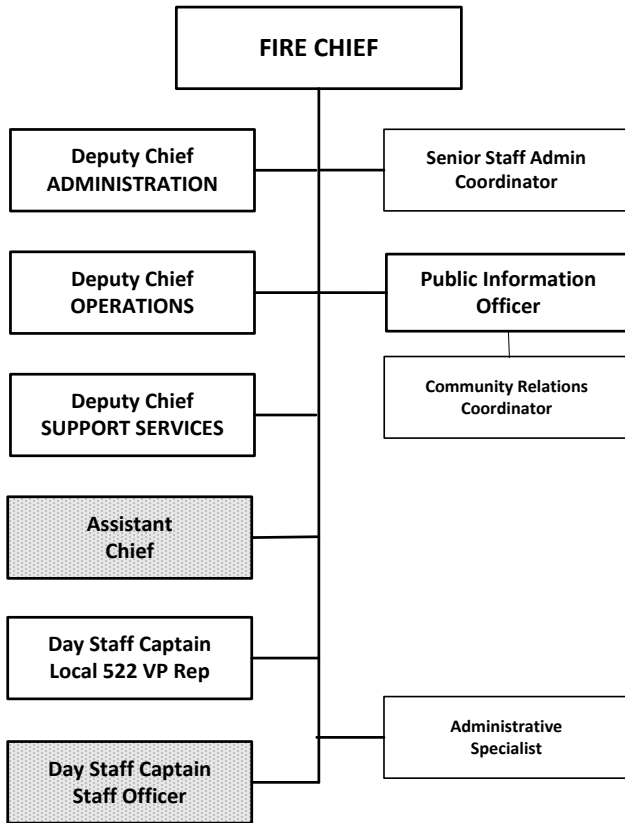 FIRE CHIEF
Deputy Chief
ADMINISTRATION
Senior Staff Admin
Coordinator
Deputy Chief
OPERATIONS
Public Information
Officer
Deputy Chief
SUPPORT SERVICES
Community Relations
Coordinator
Assistant
Chief
Day Staff Captain
Local 522 VP Rep
Day Staff Captain
Staff Officer
Administrative
Specialist